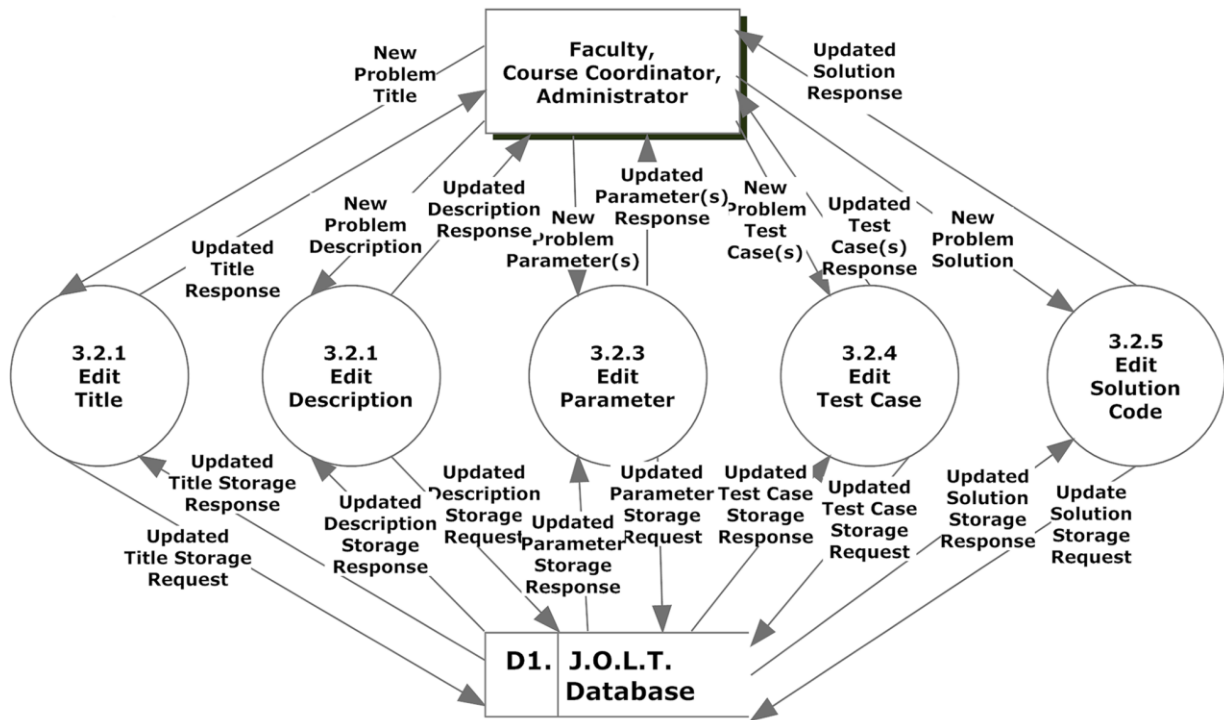 Faculty,
Course Coordinator,
Administrator
New
Problem
Title
Updated
Solution
Response
Updated
Title
Response
New
Problem
Description
Updated
Description
Response
New
Problem
Parameter(s)
Updated
Parameter(s)
Response
New
Problem
Test
Case(s)
Updated
Test
Case(s)
Response
New
Problem
Solution
3.2.1
Edit
Title
3.2.1
Edit
Description
3.2.3
Edit
Parameter
3.2.4
Edit
Test Case
3.2.5
Edit
Solution
Code
Updated
Title Storage
Response
Updated
Title Storage
Request
Updated
Description
Storage
Response
Updated
Description
Storage
Request
Updated
Parameter
Storage
Response
Updated
Parameter
Storage
Request
Updated
Test Case
Storage
Response
Updated
Test Case
Storage
Request
Updated
Solution
Storage
Response
Update
Solution
Storage
Request
D1. J.O.L.T.
Database